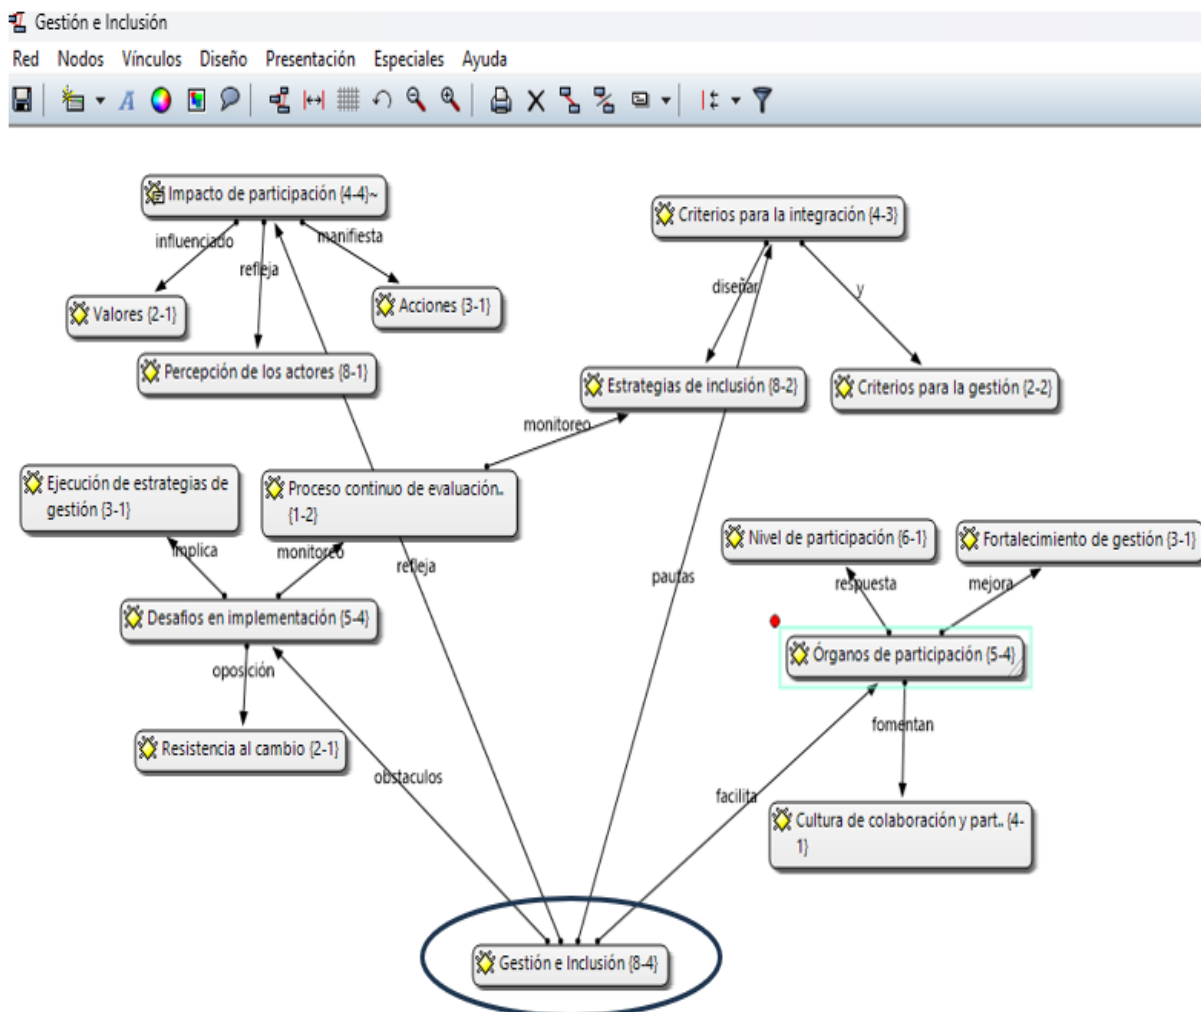 Gestión e Inclusión
Red Nodos Vínculos Diseño Presentación Especiales Ayuda
Impacto de participación {4-4}~
influenciado
refleja
manifiesta
Valores {2-1}
Acciones {3-1}
Percepción de los actores {8-1}
Criterios para la integración {4-3}
diseñar
y
Estrategias de inclusión {8-2}
Criterios para la gestión {2-2}
monitoreo
Ejecución de estrategias de
gestión {3-1}
Proceso continuo de evaluación..
{1-2}
implica
monitoreo
refleja
pautas
Desafios en implementación {5-4}
oposición
Resistencia al cambio {2-1}
obstaculos
Nivel de participación {6-1}
Fortalecimiento de gestión {3-1}
respuesta
mejora
Órganos de participación {5-4}
fomentan
facilita
Cultura de colaboración y part.. {4-
1}
Gestión e Inclusión {8-4}